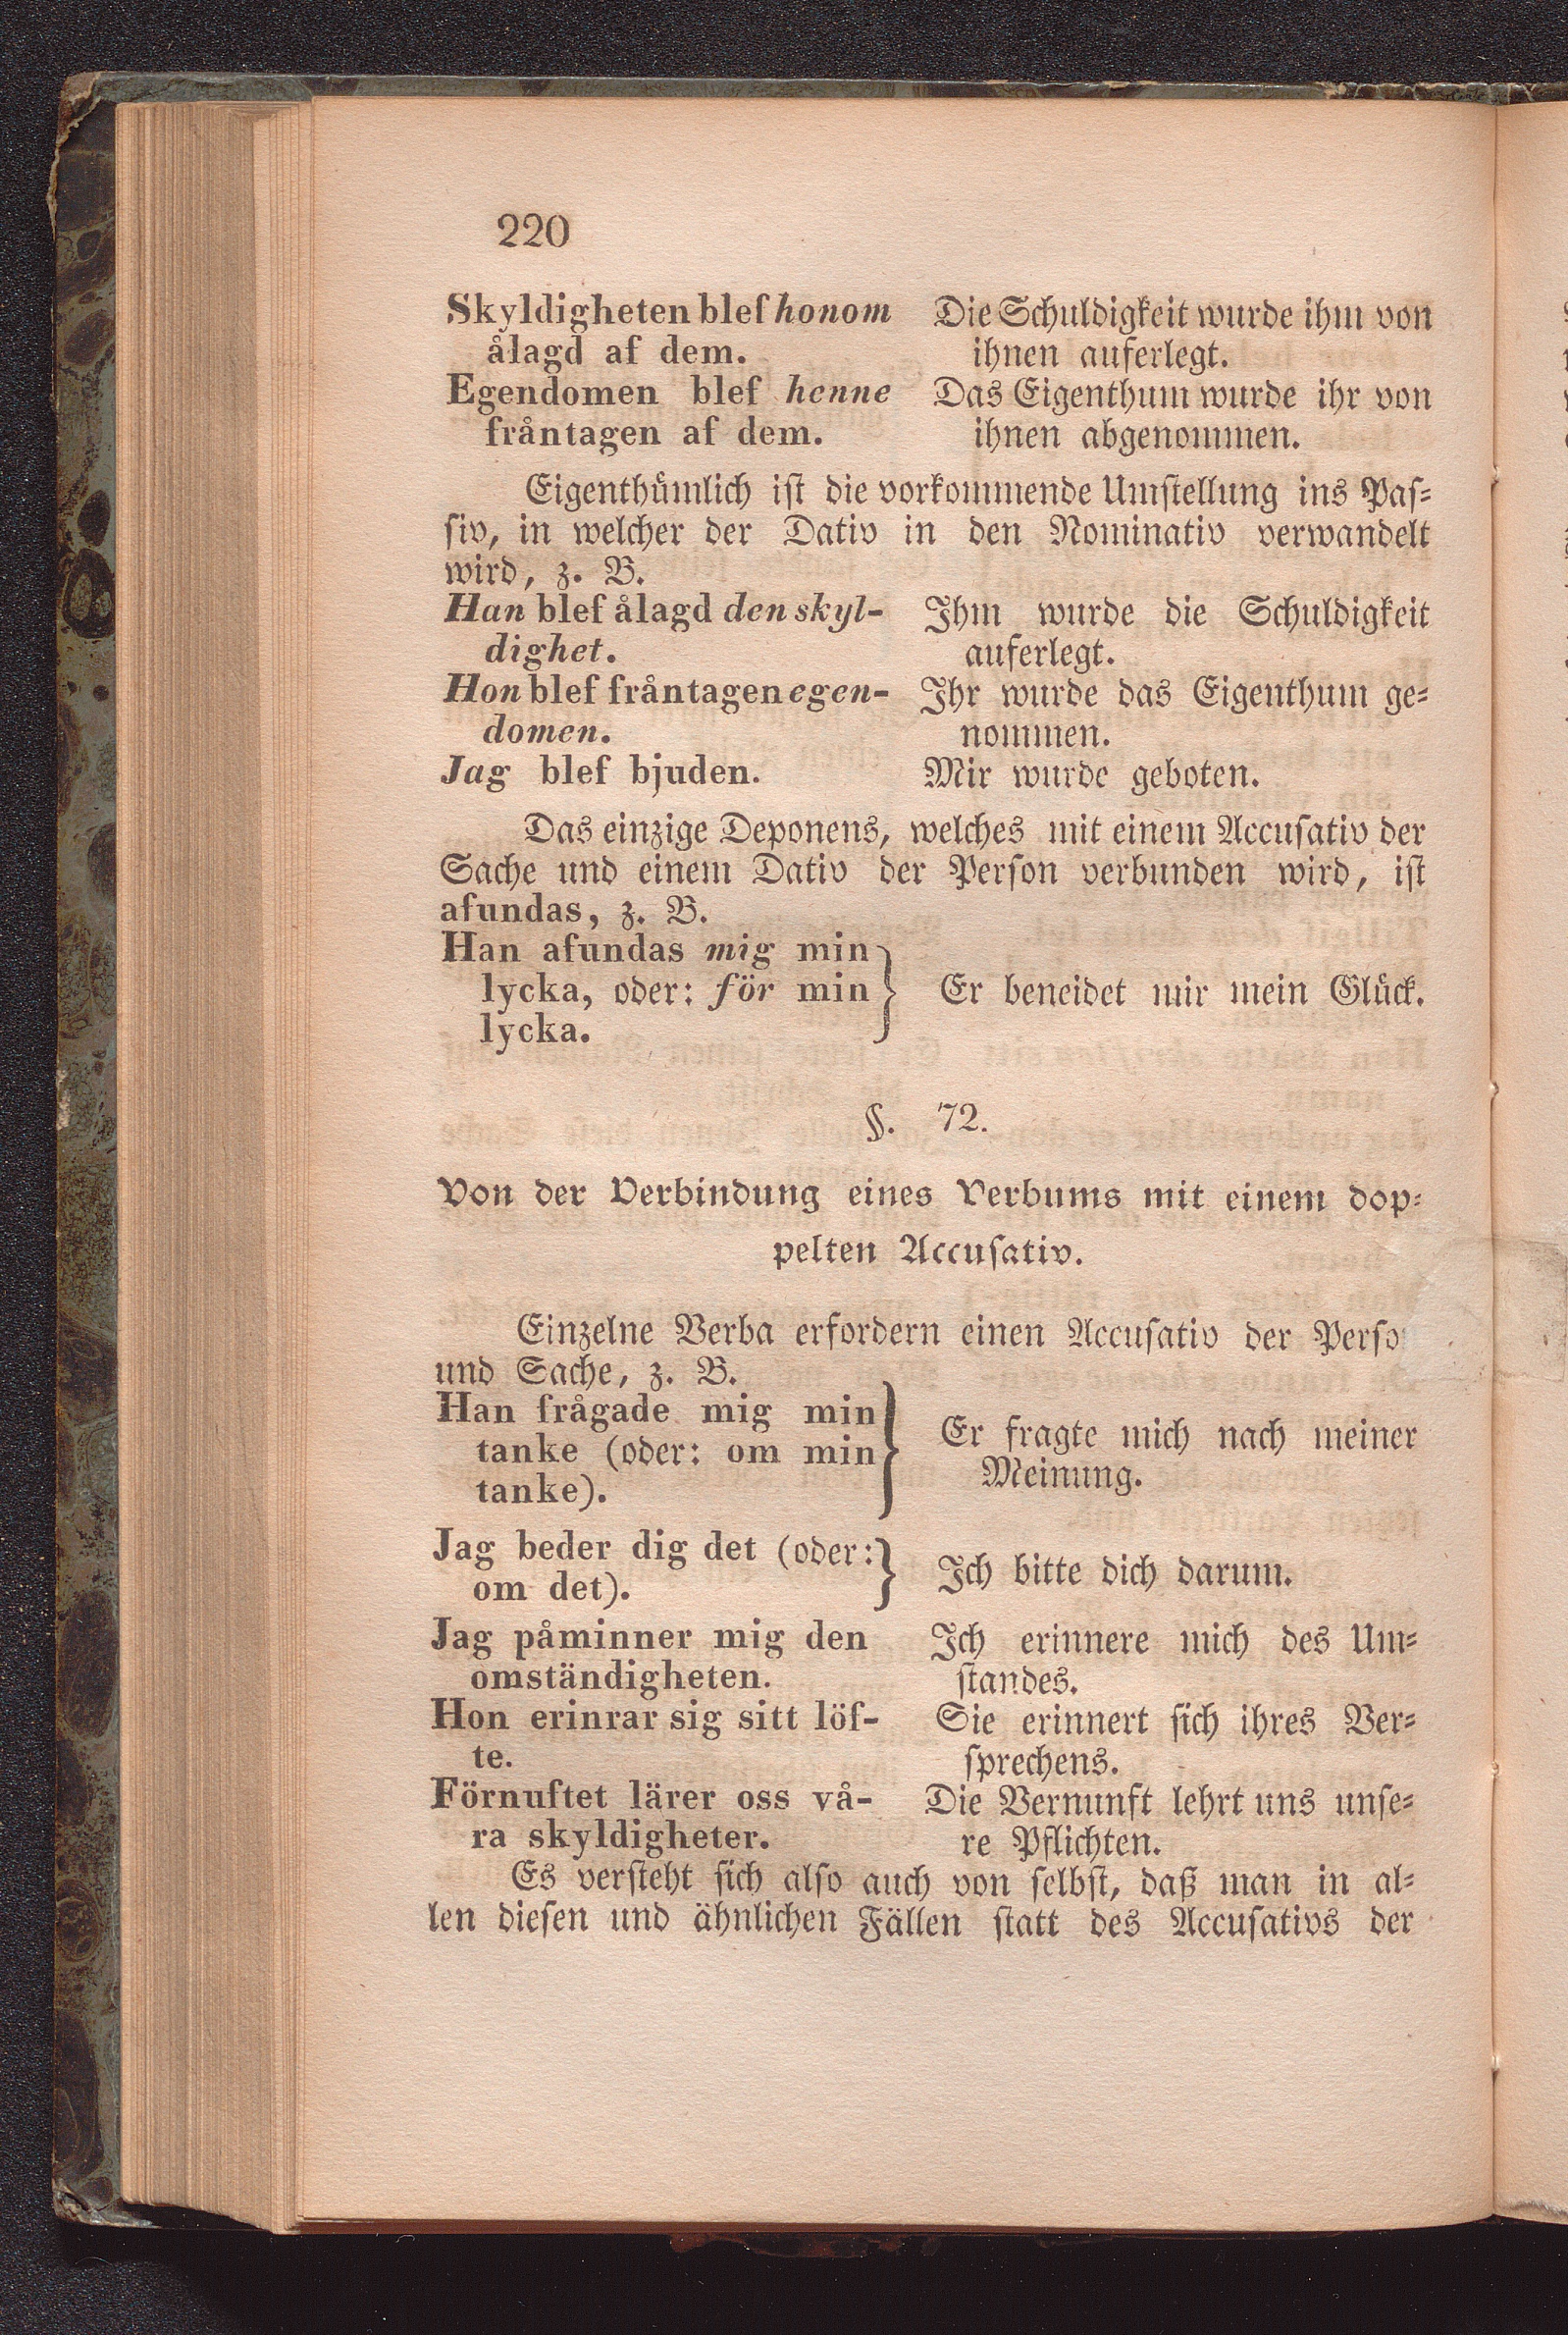 220
Skyldigheten blef honom Die Schuldigkeit wurde ihm von
ålagd af dem. ihnen auferlegt.
Egendomen blef henne Das Eigenthum wurde ihr von
fråntagen af dem. ihnen abgenommen.
Eigenthümlich ist die vorkommende Umstellung ins Pas-
siv, in welcher der Dativ in den Nominativ verwandelt
wird, z. B.
Han blef ålagd den skyl- Ihm wurde die Schuldigkeit
dighet. auferlegt.
Hon blef fråntagen egen- Ihr wurde das Eigenthum ge-
domen. nommen.
Jag blef bjuden. Mir wurde geboten.
Das einzige Deponens, welches mit einem Accusativ der
Sache und einem Dativ der Person verbunden wird, ist
afundas, z. B.
Han afundas mig min
lycka, oder: för min } Er beneidet mir mein Glück.
lycka.
§. 72.
Von der Verbindung eines Verbums mit einem dop-
pelten Accusativ.
Einzelne Verba erfordern einen Accusativ der Perso
und Sache, z. B.
Han frågade mig min } Er fragte mich nach meiner
tanke (oder: om min Meinung.
tanke).
Jag beder dig det (oder: } Ich bitte dich darum.
om det).
Jag påminner mig den Ich erinnere mich des Um-
omständigheten. standes.
Hon erinrar sig sitt löf- Sie erinnert sich ihres Ver-
te. sprechens.
Förnuftet lärer oss vå- Die Vernunft lehrt uns unse-
ra skyldigheter. re Pflichten.
Es versteht sich also auch von selbst, daß man in al-
len diesen und ähnlichen Fällen statt des Accusativs der